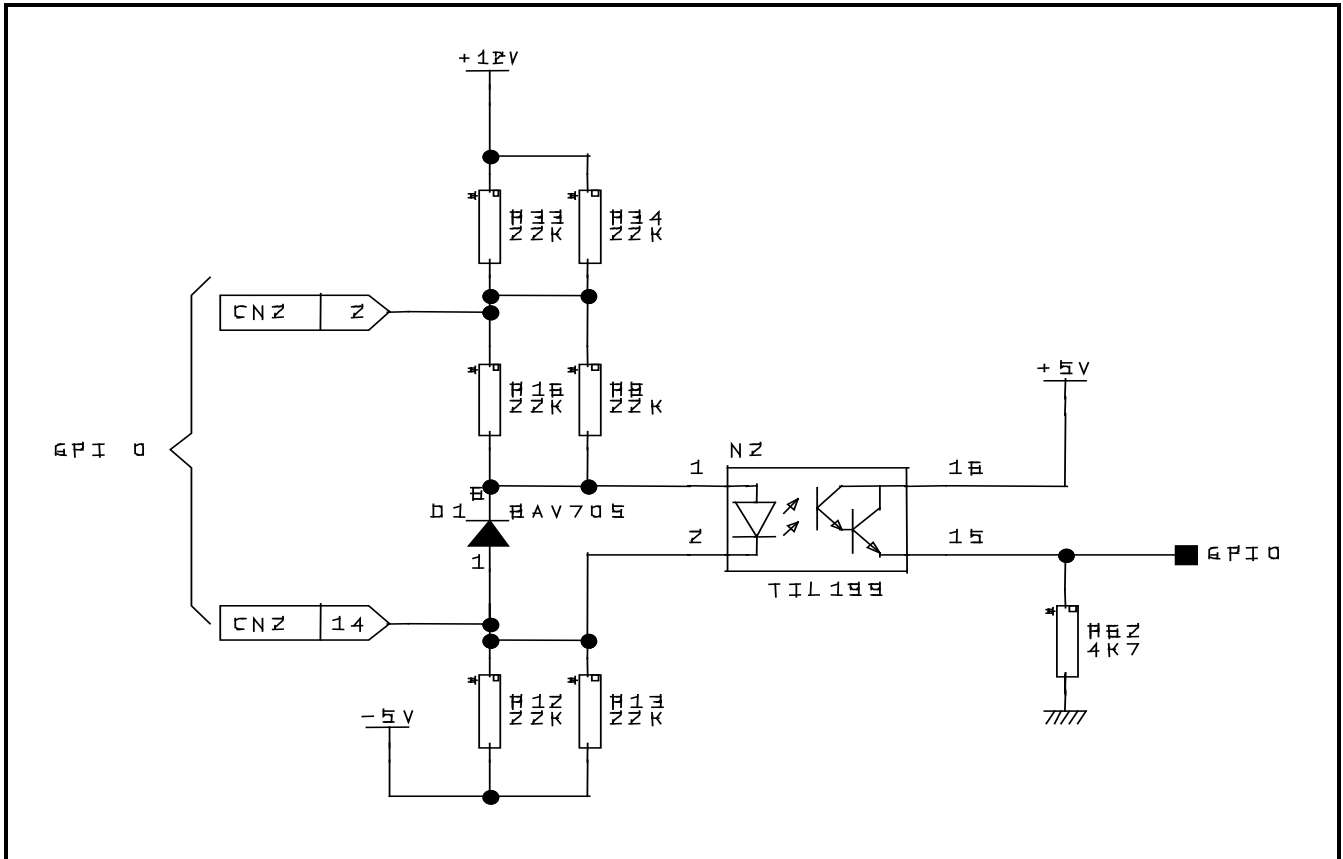 +12V
R33 R34
22K 22K
CN2 2
R16 R6
22K 22K
+5V
GPI 0
N2
1 16
8
D1 BAV70S
2 15
GPI0
1
TIL199
CN2 14
R62
4K7
R12 R13
22K 22K
-5V